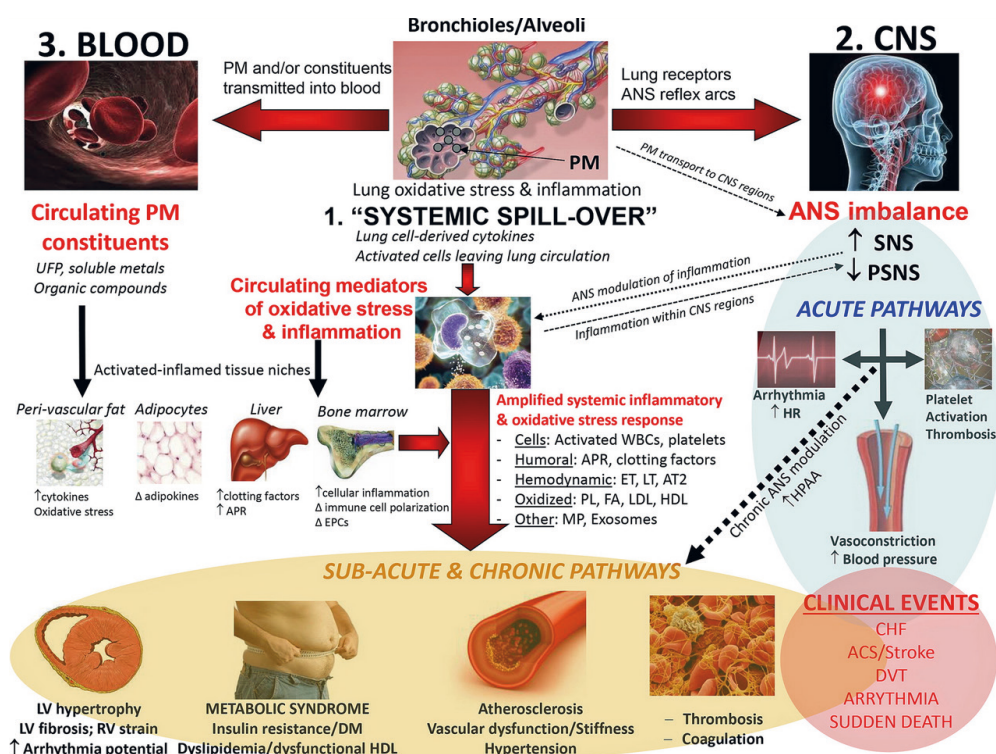 3. BLOOD
Bronchioles/Alveoli
2. CNS
PM and/or constituents
transmitted into blood
Lung receptors
ANS reflex arcs
PM
PM transport to CNS regions
Lung oxidative stress & inflammation
1. “SYSTEMIC SPILL-OVER”
Lung cell-derived cytokines
Activated cells leaving lung circulation
Circulating PM
constituents
UFP, soluble metals
Organic compounds
ANS imbalance
↑ SNS
↓ PSNS
ANS modulation of inflammation
Inflammation within CNS regions
Circulating mediators
of oxidative stress
& inflammation
ACUTE PATHWAYS
Activated-inflamed tissue niches
Arrhythmia
↑ HR
Platelet
Activation
Thrombosis
Peri-vascular fat
↑cytokines
Oxidative stress
Adipocytes
Δ adipokines
Liver
↑clotting factors
↑ APR
Bone marrow
↑cellular inflammation
Δ immune cell polarization
Δ EPCs
Amplified systemic inflammatory
& oxidative stress response
- Cells: Activated WBCs, platelets
- Humoral: APR, clotting factors
- Hemodynamic: ET, LT, AT2
- Oxidized: PL, FA, LDL, HDL
- Other: MP, Exosomes
Chronic ANS modulation
↑HPAA
Vasoconstriction
↑ Blood pressure
SUB-ACUTE & CHRONIC PATHWAYS
LV hypertrophy
LV fibrosis; RV strain
↑ Arrhythmia potential
METABOLIC SYNDROME
Insulin resistance/DM
Dyslipidemia/dysfunctional HDL
Atherosclerosis
Vascular dysfunction/Stiffness
Hypertension
– Thrombosis
– Coagulation
CLINICAL EVENTS
CHF
ACS/Stroke
DVT
ARRYTHMIA
SUDDEN DEATH